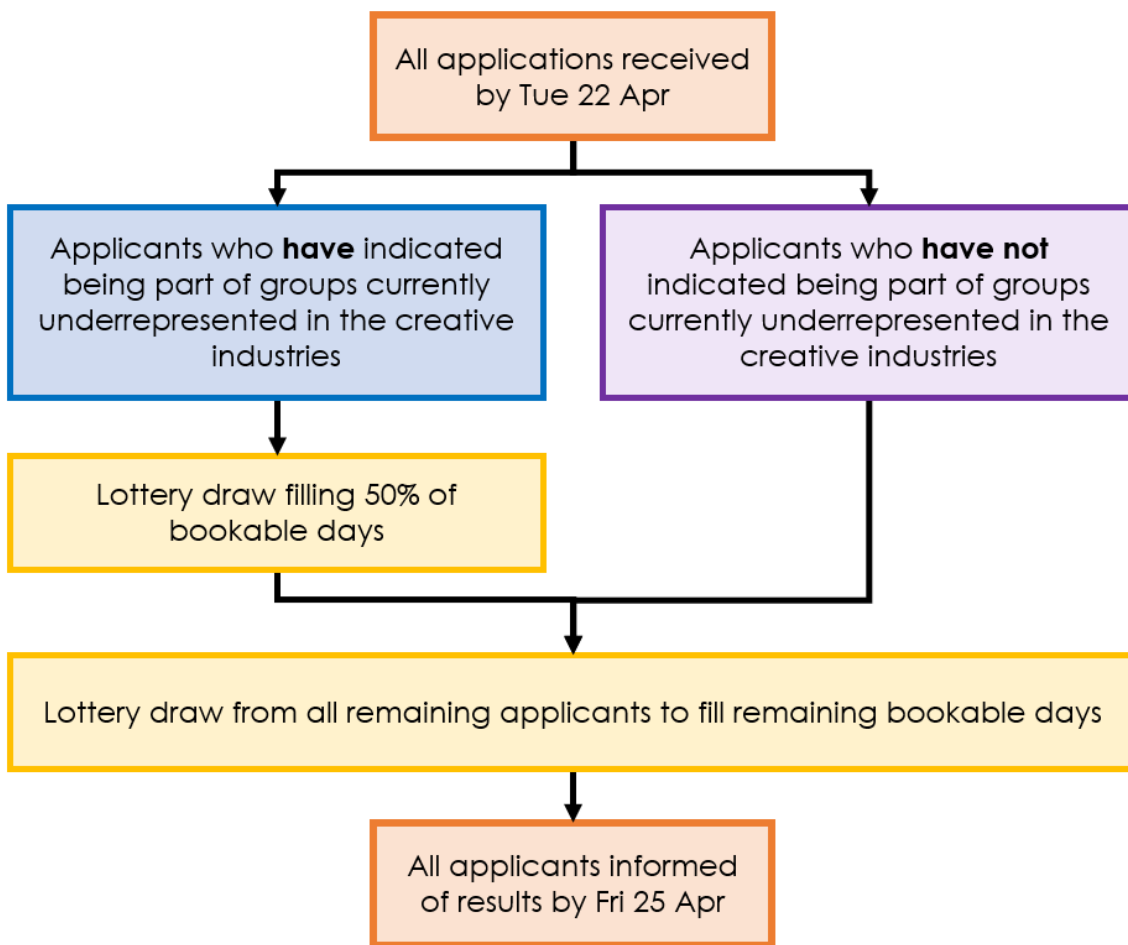 All applications received
by Tue 22 Apr
Applicants who have indicated
being part of groups currently
underrepresented in the creative
industries
Applicants who have not
indicated being part of groups
currently underrepresented in the
creative industries
Lottery draw filling 50% of
bookable days
Lottery draw from all remaining applicants to fill remaining bookable days
All applicants informed
of results by Fri 25 Apr